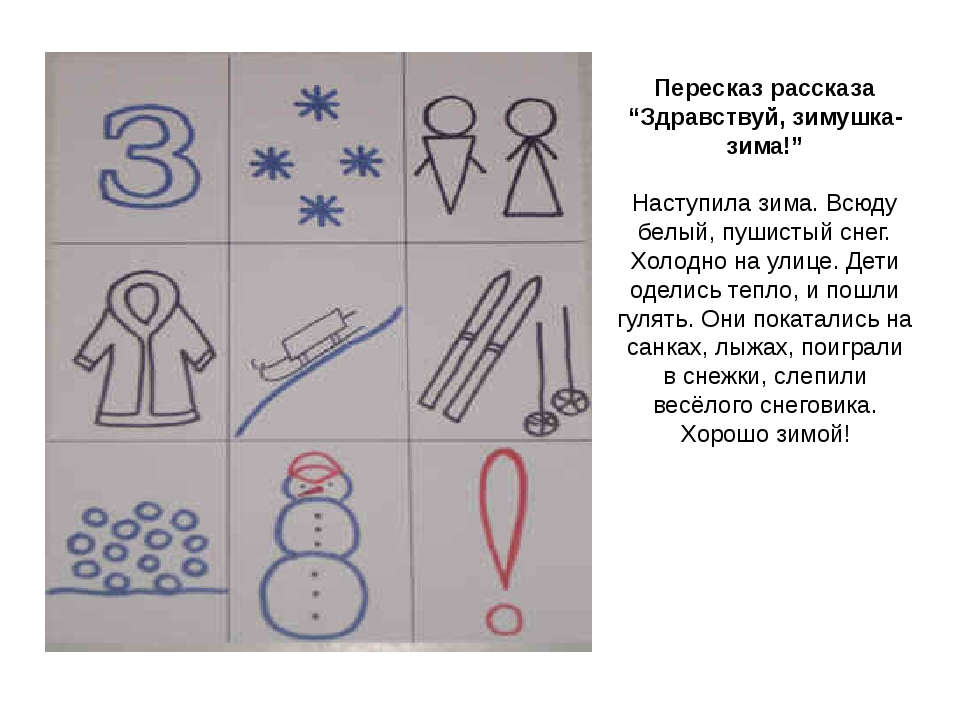 З
Пересказ рассказа
“Здравствуй, зимушка-
зима!”
Наступила зима. Всюду
белый, пушистый снег.
Холодно на улице. Дети
оделись тепло, и пошли
гулять. Они покатались на
санках, лыжах, поиграли
в снежки, слепили
весёлого снеговика.
Хорошо зимой!
!